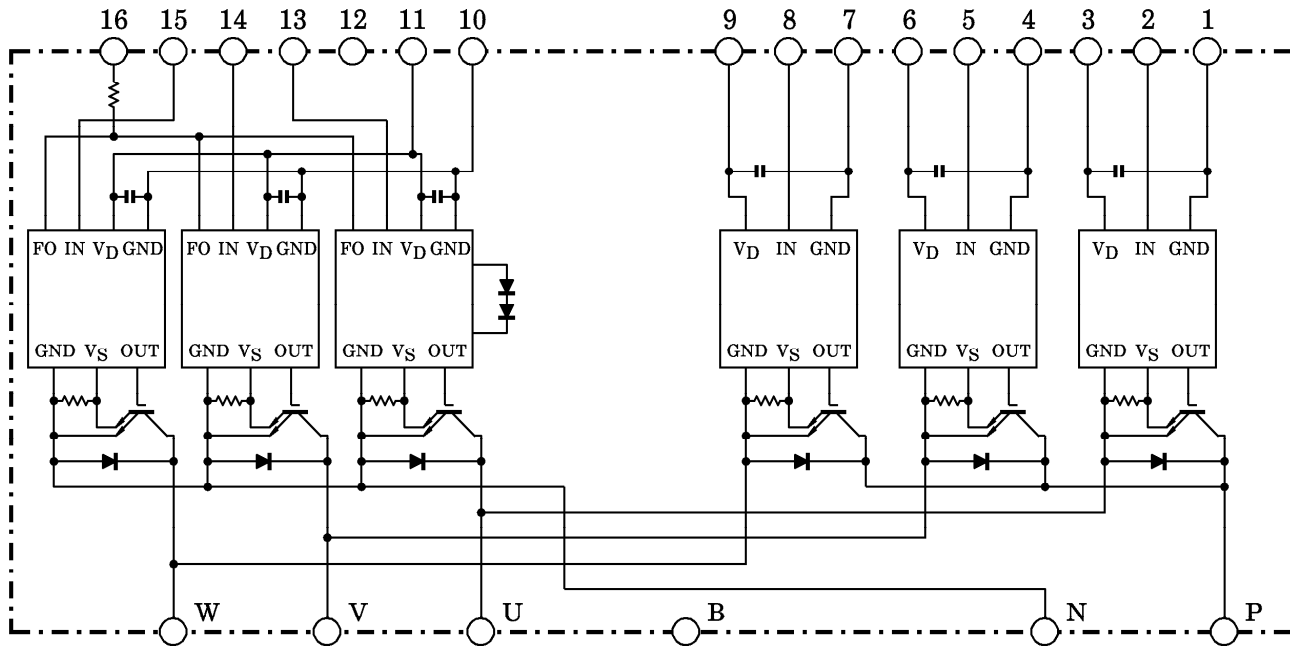 16 15 14 13 12 11 10 9 8 7 6 5 4 3 2 1
FO IN VD GND FO IN VD GND FO IN VD GND VD IN GND VD IN GND VD IN GND
GND VS OUT GND VS OUT GND VS OUT GND VS OUT GND VS OUT GND VS OUT
W V U B N P